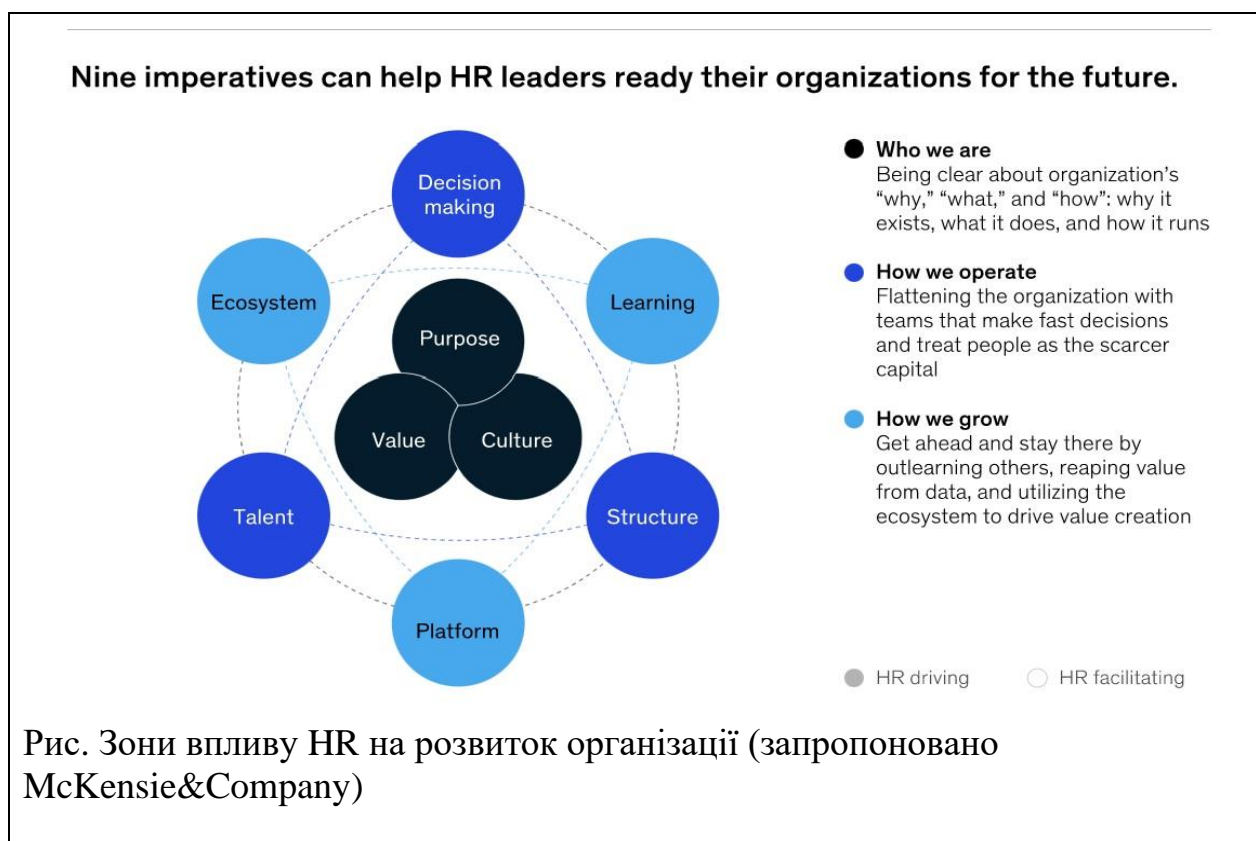 Nine imperatives can help HR leaders ready their organizations for the future.
Decision
making
Ecosystem
Learning
Purpose
Value
Culture
Talent
Structure
Platform
Who we are
Being clear about organization’s
“why,” “what,” and “how”: why it
exists, what it does, and how it runs
How we operate
Flattening the organization with
teams that make fast decisions
and treat people as the scarcer
capital
How we grow
Get ahead and stay there by
outlearning others, reaping value
from data, and utilizing the
ecosystem to drive value creation
HR driving
HR facilitating
Рис. Зони впливу HR на розвиток організації (запропоновано
McKensie&Company)